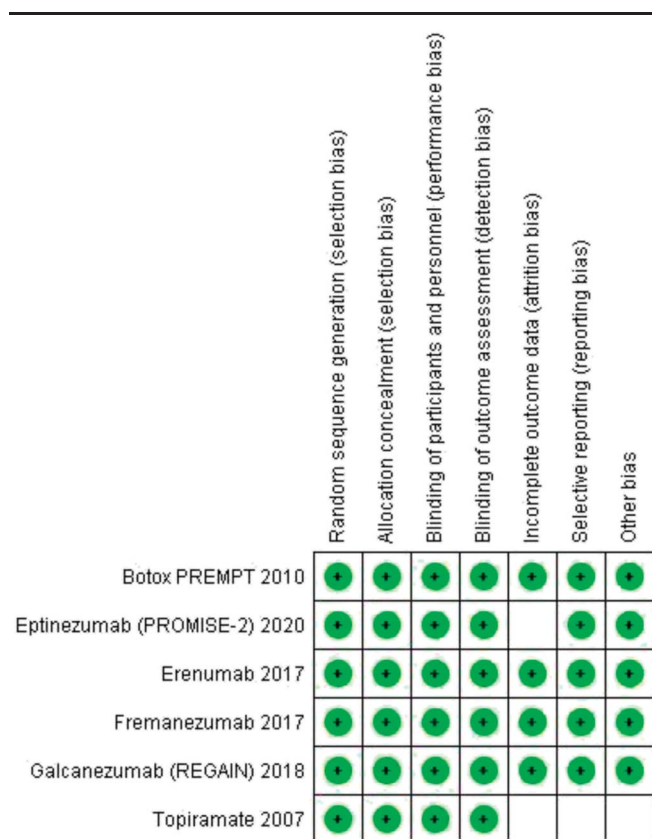 Random sequence generation (selection bias)
Allocation concealment (selection bias)
Blinding of participants and personnel (performance bias)
Blinding of outcome assessment (detection bias)
Incomplete outcome data (attrition bias)
Selective reporting (reporting bias)
Other bias
Botox PREMPT 2010
+ + + + + + +
Eptinezumab (PROMISE-2) 2020
+ + + + + +
Erenumab 2017
+ + + + + + +
Fremanezumab 2017
+ + + + + + +
Galcanezumab (REGAIN) 2018
+ + + + + + +
Topiramate 2007
+ + + +